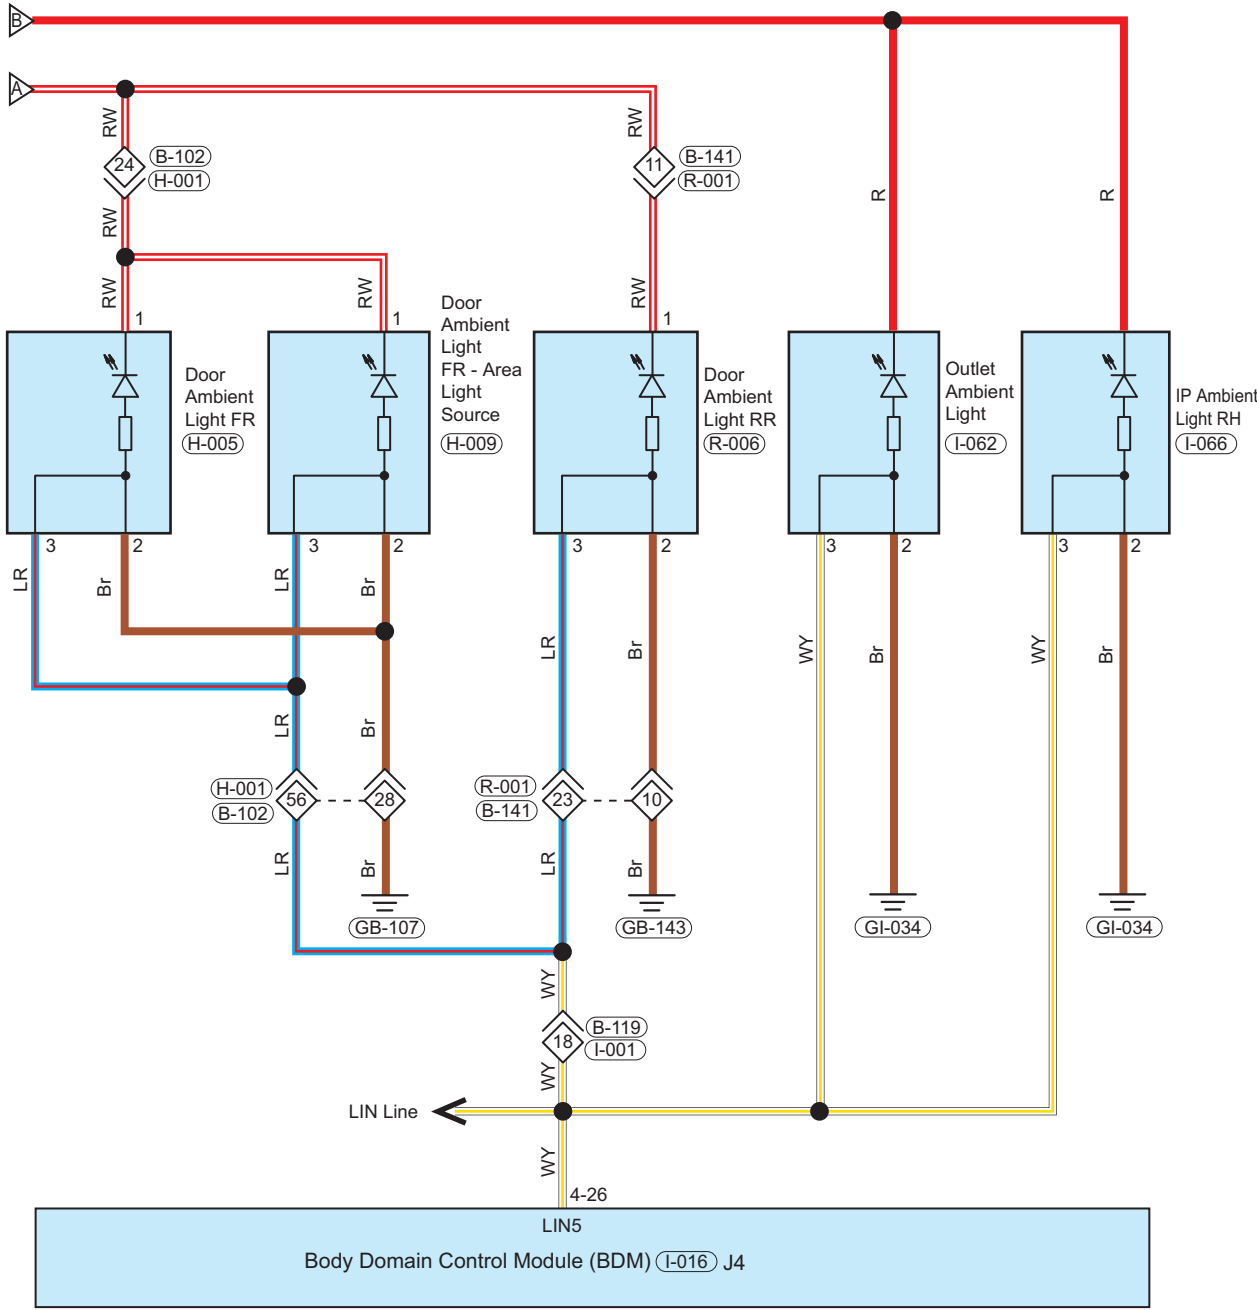 B
A
RW
RW
24
B-102
H-001
11
B-141
R-001
R
R
RW
RW
RW
1
1
1
Door
Ambient
Light FR
H-005
Door
Ambient
Light
FR - Area
Light
Source
H-009
Door
Ambient
Light RR
R-006
Outlet
Ambient
Light
I-062
IP Ambient
Light RH
I-066
3
2
3
2
3
2
3
2
3
2
LR
Br
LR
Br
LR
Br
WY
Br
WY
Br
LR
Br
H-001
B-102
56
28
R-001
B-141
23
10
LR
Br
LR
Br
GB-107
GB-143
GI-034
GI-034
WY
18
B-119
I-001
WY
LIN Line
WY
4-26
LIN5
Body Domain Control Module (BDM) I-016 J4